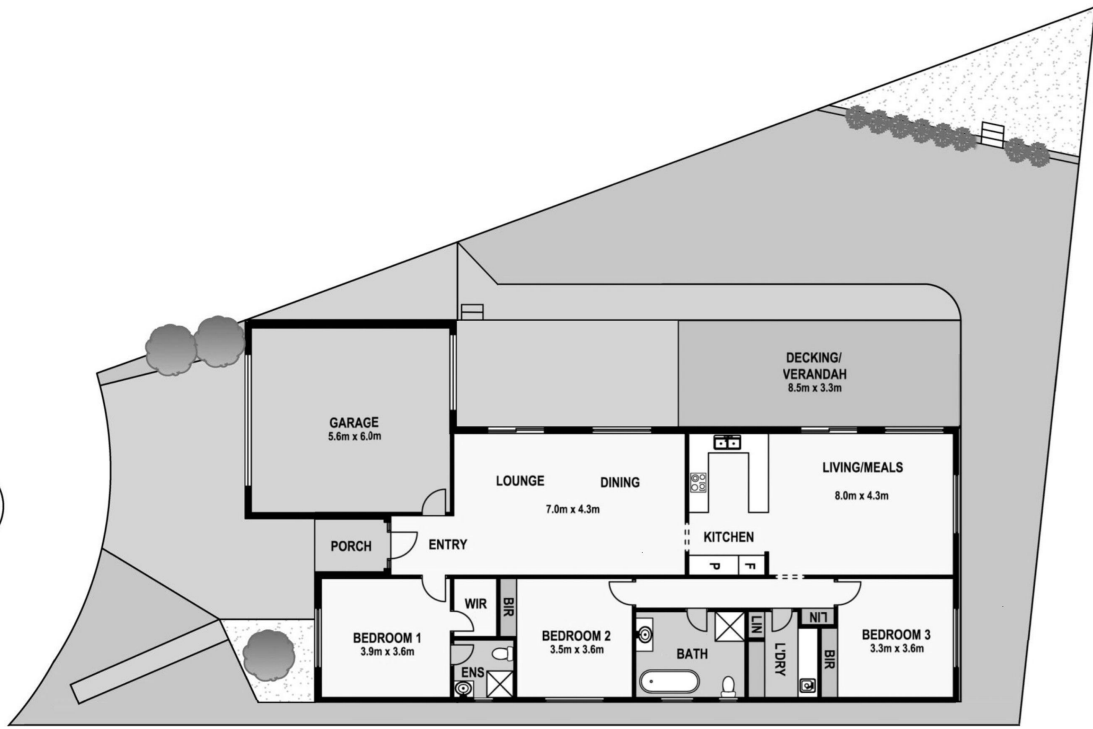 DECKING/
VERANDAH
8.5m x 3.3m
GARAGE
5.6m x 6.0m
LOUNGE
DINING
7.0m x 4.3m
LIVING/MEALS
8.0m x 4.3m
KITCHEN
P
F
PORCH
ENTRY
BEDROOM 1
3.9m x 3.6m
WIR
BIR
ENS
BEDROOM 2
3.5m x 3.6m
BATH
LIN
L'DRY
LIN
BIR
BEDROOM 3
3.3m x 3.6m